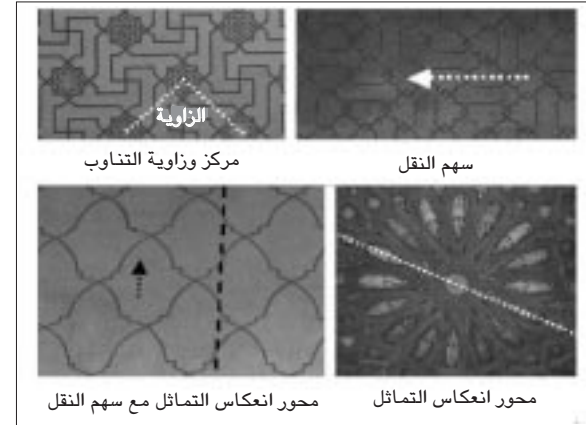 الزاوية
سهم النقل
مركز وزاوية التناوب
محور انعكاس التماثل
محور انعكاس التماثل مع سهم النقل